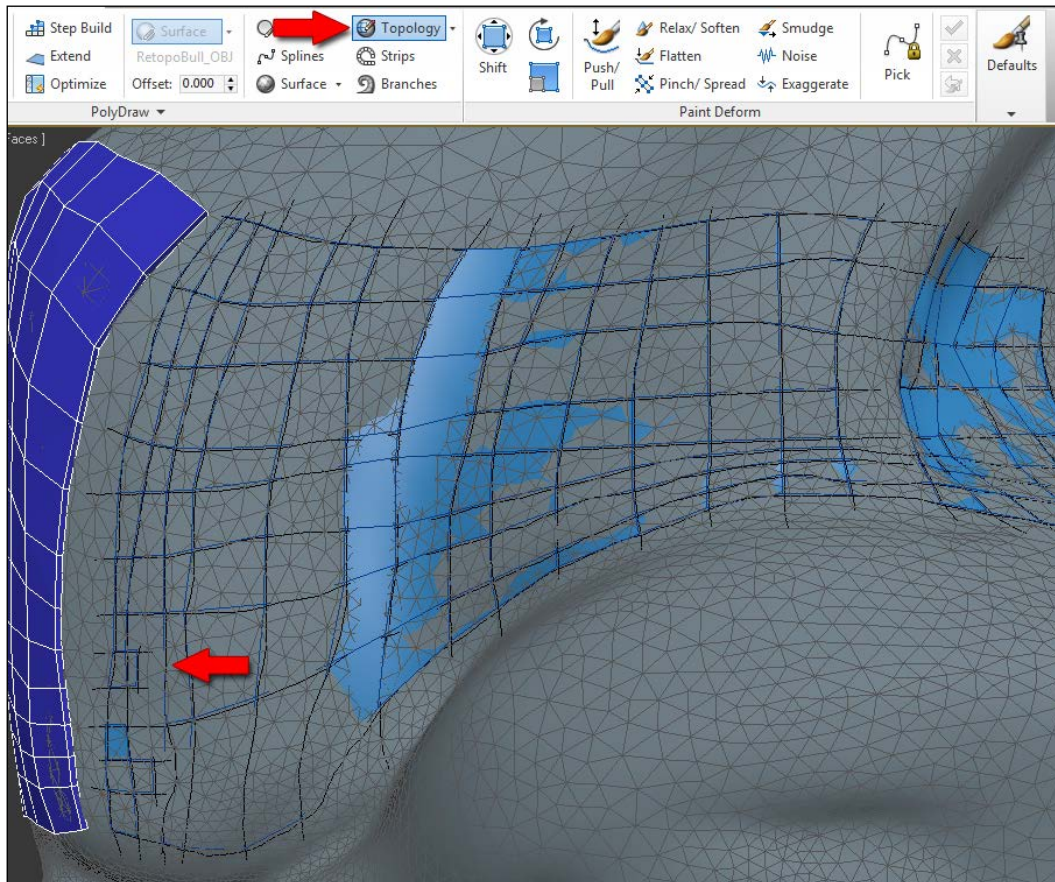 Step Build
Extend
Optimize
Surface
RetopoBull_OBJ
Offset: 0.000
Splines
Surface
Topology
Strips
Branches
PolyDraw
Shift
Push/
Pull
Relax/ Soften
Flatten
Pinch/ Spread
Smudge
Noise
Exaggerate
Pick
Paint Deform
Defaults
Faces ]